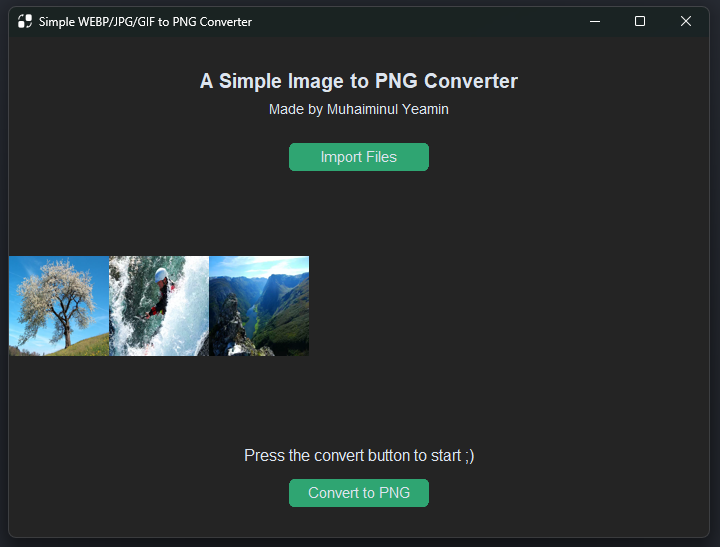 Simple WEBP/JPG/GIF to PNG Converter
A Simple Image to PNG Converter
Made by Muhaiminul Yeamin
Import Files
Press the convert button to start ;)
Convert to PNG